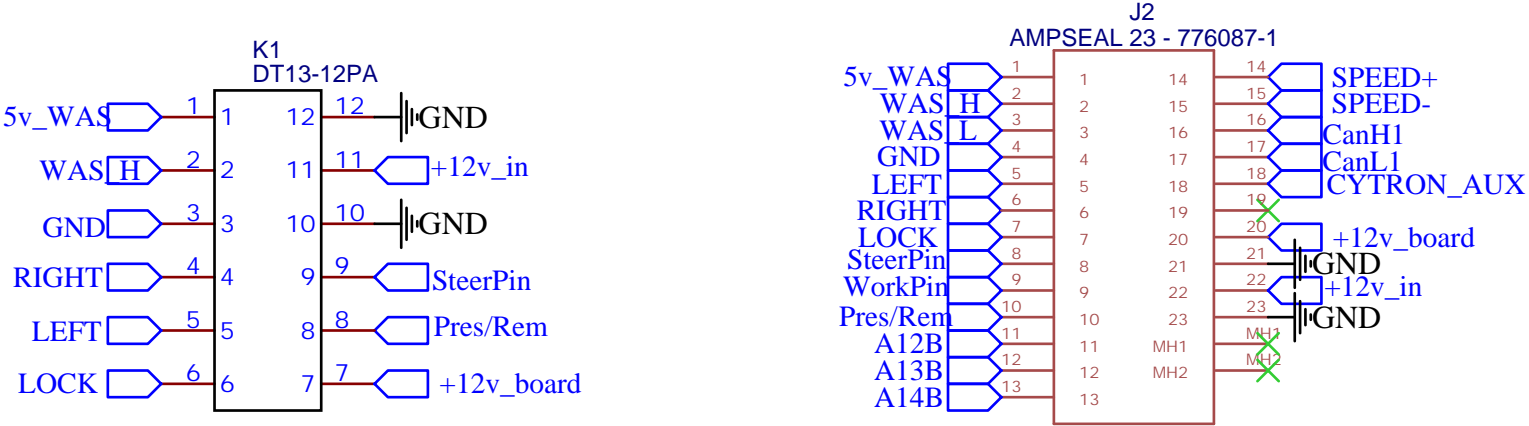 K1
DT13-12PA
5v_WAS 1 1 12 12 GND
WAS_H 2 2 11 11 +12v_in
GND 3 3 10 10 GND
RIGHT 4 4 9 9 SteerPin
LEFT 5 5 8 8 Pres/Rem
LOCK 6 6 7 7 +12v_board
J2
AMPSEAL 23 - 776087-1
5v_WAS 1 1 14 14 SPEED+
WAS_H 2 2 15 15 SPEED-
WAS_L 3 3 16 16 CanH1
GND 4 4 17 17 CanL1
LEFT 5 5 18 18 CYTRON_AUX
RIGHT 6 6 19 19
LOCK 7 7 20 20 +12v_board
SteerPin 8 8 21 21 GND
WorkPin 9 9 22 22 +12v_in
Pres/Rem 10 10 23 23 GND
A12B 11 11 MH1 MH1
A13B 12 12 MH2 MH2
A14B 13 13